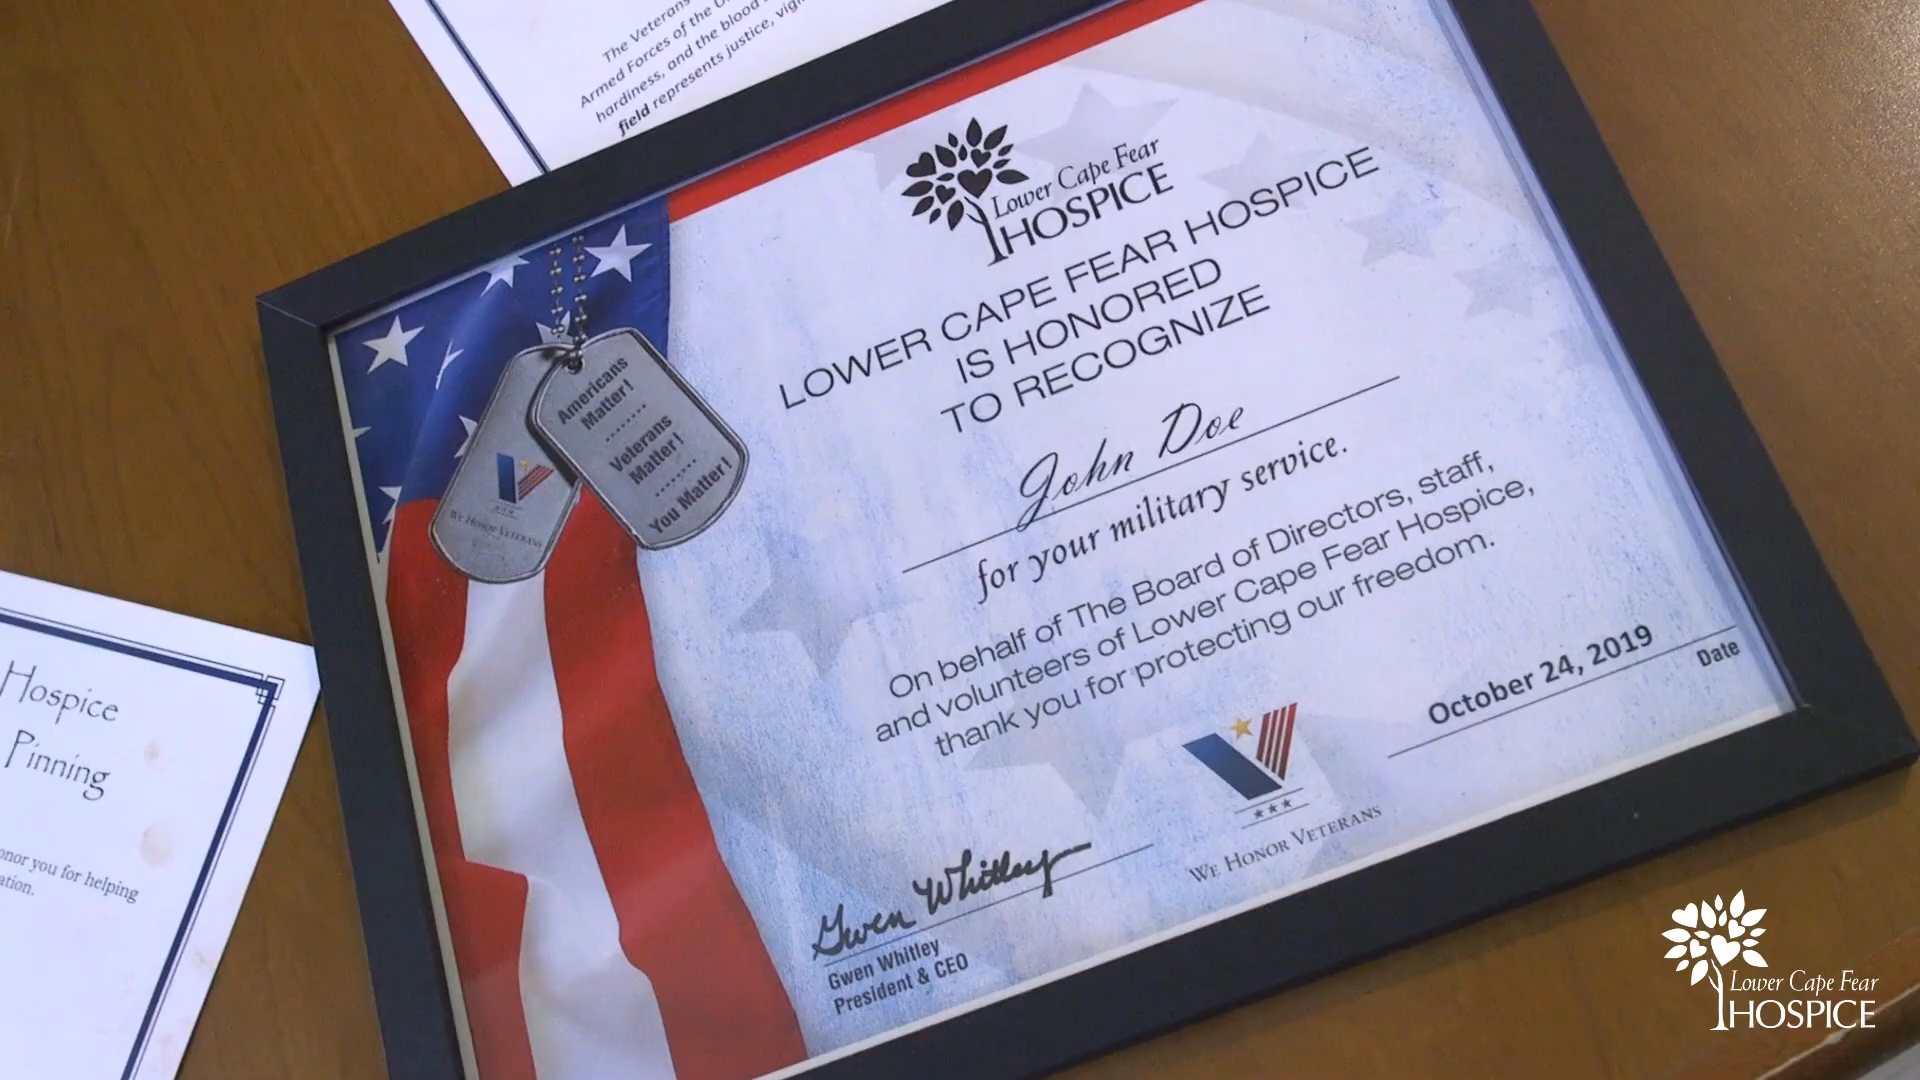 The Veterans
Armed Forces of the
hardiness, and the blood
field represents justice,
Lower Cape Fear
HOSPICE
LOWER CAPE FEAR HOSPICE
IS HONORED
TO RECOGNIZE
John Doe
for your military service.
On behalf of The Board of Directors, staff,
and volunteers of Lower Cape Fear Hospice,
thank you for protecting our freedom.
October 24, 2019
Date
Americans
Matter!
........
Veterans
Matter!
.......
You Matter!
WE HONOR VETERANS
WE HONOR VETERANS
Gwen Whitley
Gwen Whitley
President & CEO
Hospice
Pinning
onor you for helping
ation.
Lower Cape Fear
HOSPICE